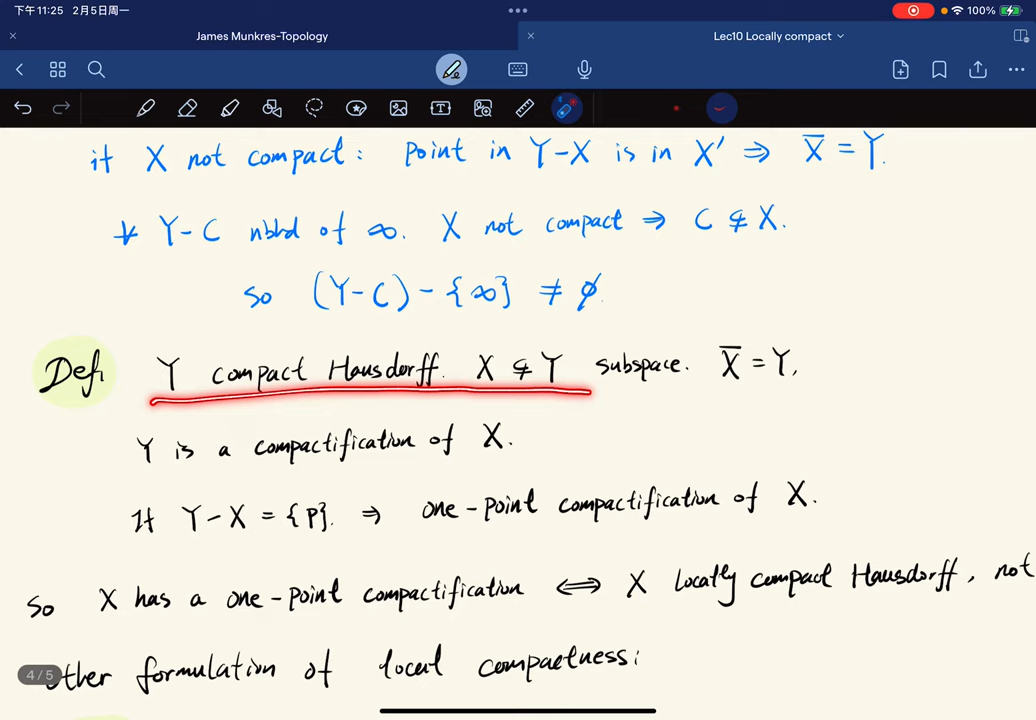 下午11:25 2月5日周一
100%
James Munkres-Topology
Lec10 Locally compact
if X not compact: point in Y-X is in X' ⇒ X̅ = Y.
* Y-C nbhd of ∞. X not compact ⇒ C ⊊ X.
so (Y-C) - {∞} ≠ ∅.
Def: Y compact Hausdorff. X ⊊ Y subspace. X̅ = Y,
Y is a compactification of X.
If Y-X = {p}. ⇒ one-point compactification of X.
So X has a one-point compactification ⟺ X locally compact Hausdorff, not
4/5
other formulation of local compactness: